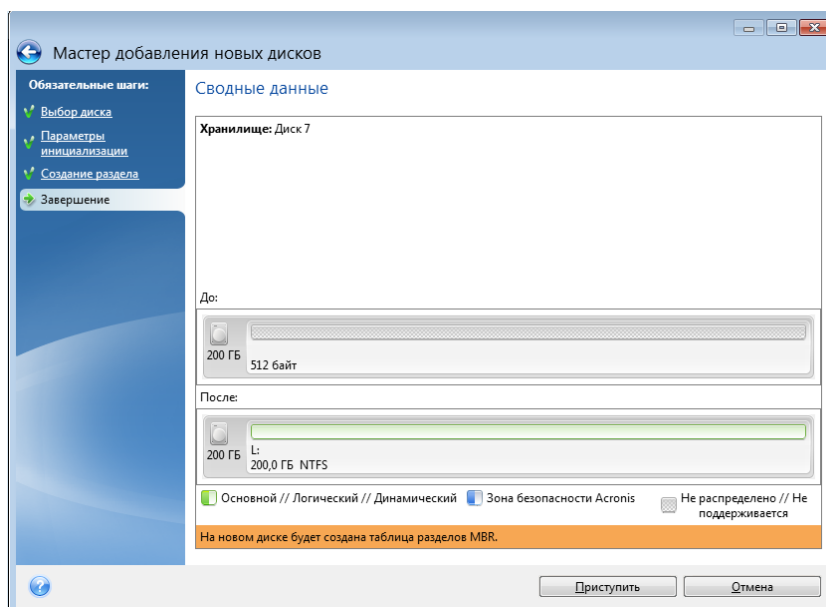 Мастер добавления новых дисков
Обязательные шаги:
Выбор диска
Параметры
инициализации
Создание раздела
Завершение
Сводные данные
Хранилище: Диск 7
До:
200 ГБ
512 байт
После:
200 ГБ
L:
200,0 ГБ NTFS
Основной // Логический // Динамический
Зона безопасности Acronis
Не распределено // Не
поддерживается
На новом диске будет создана таблица разделов MBR.
Приступить
Отмена